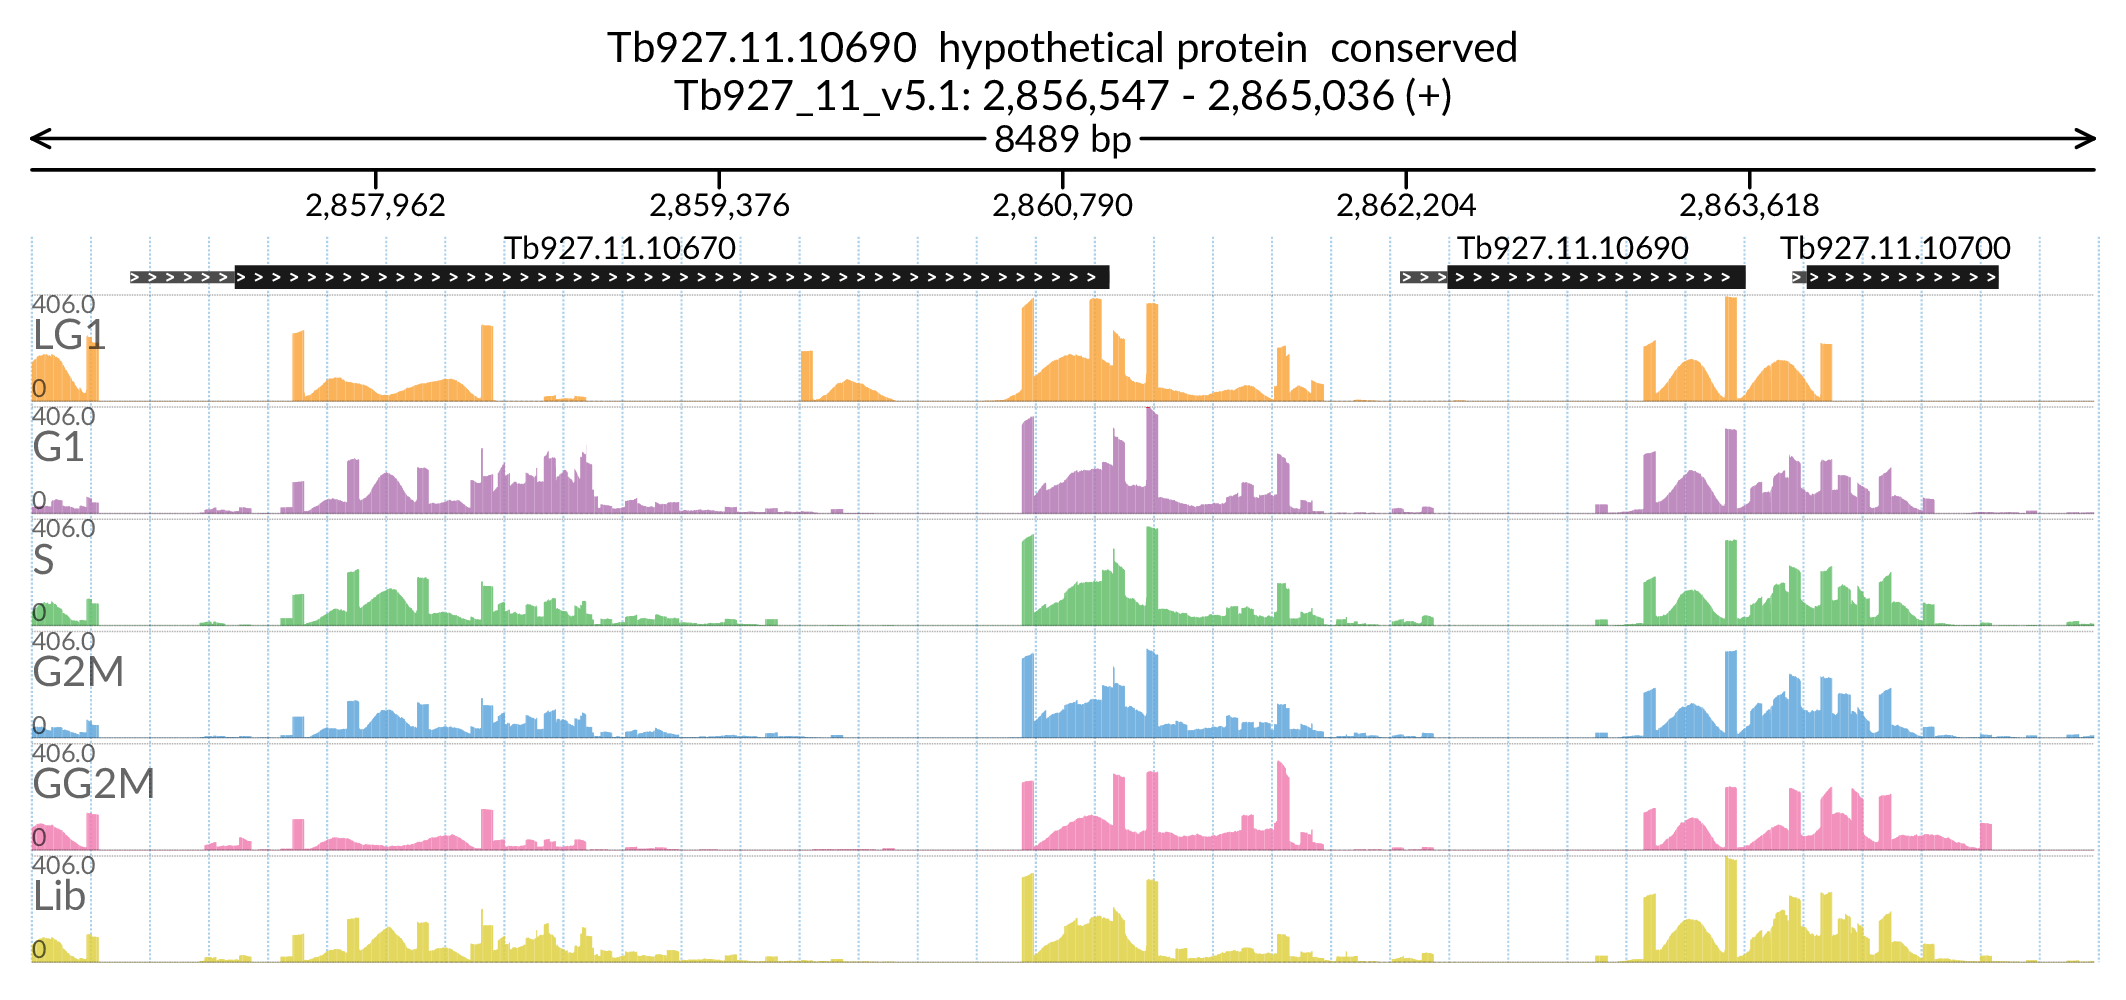 Tb927.11.10690 hypothetical protein conserved
Tb927_11_v5.1: 2,856,547 - 2,865,036 (+)
8489 bp
2,857,962 2,859,376 2,860,790 2,862,204 2,863,618
Tb927.11.10670 Tb927.11.10690 Tb927.11.10700
406.0
LG1
0
406.0
G1
0
406.0
S
0
406.0
G2M
0
406.0
GG2M
0
406.0
Lib
0